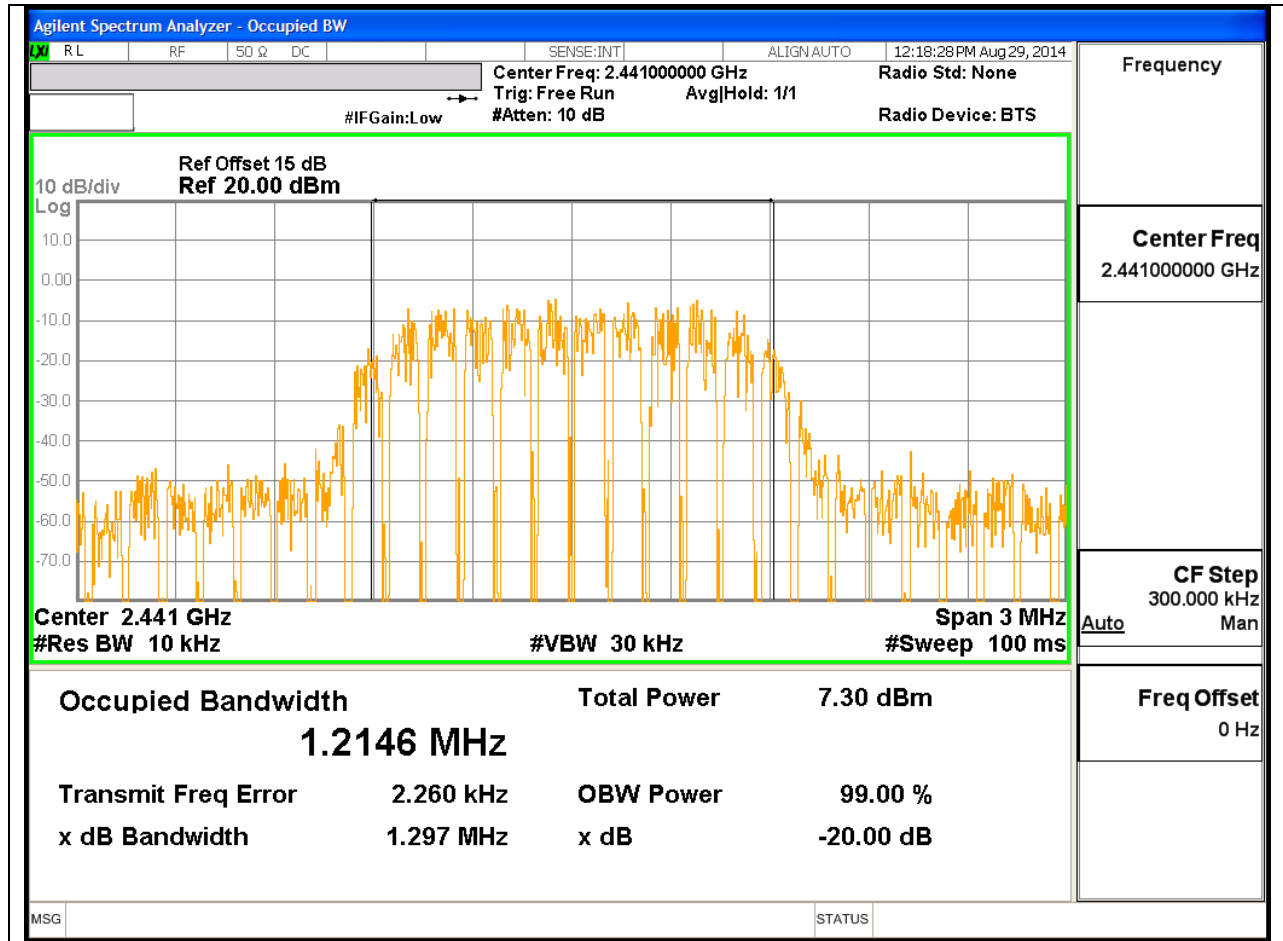 Agilent Spectrum Analyzer - Occupied BW
LXI RL RF 50 Ω DC SENSE:INT ALIGN AUTO 12:18:28 PM Aug 29, 2014
Center Freq: 2.441000000 GHz Radio Std: None
Trig: Free Run Avg|Hold: 1/1
#IFGain:Low #Atten: 10 dB Radio Device: BTS
Ref Offset 15 dB
10 dB/div Ref 20.00 dBm
Log
10.0
0.00
-10.0
-20.0
-30.0
-40.0
-50.0
-60.0
-70.0
Center 2.441 GHz Span 3 MHz
#Res BW 10 kHz #VBW 30 kHz #Sweep 100 ms
Occupied Bandwidth Total Power 7.30 dBm
1.2146 MHz
Transmit Freq Error 2.260 kHz OBW Power 99.00 %
x dB Bandwidth 1.297 MHz x dB -20.00 dB
MSG STATUS
Frequency
Center Freq
2.441000000 GHz
CF Step
300.000 kHz
Auto Man
Freq Offset
0 Hz